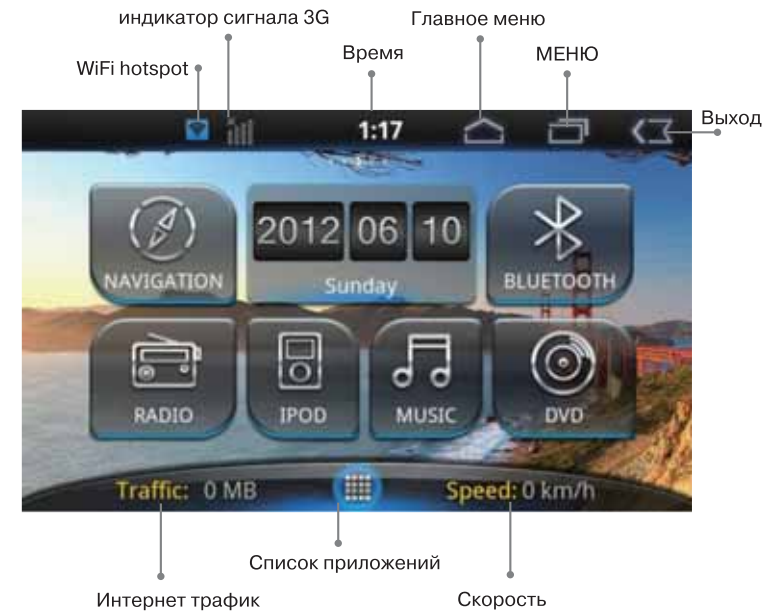 индикатор сигнала 3G
Главное меню
WiFi hotspot
Время
МЕНЮ
Выход
1:17
NAVIGATION
2012 06 10
Sunday
BLUETOOTH
RADIO
IPOD
MUSIC
DVD
Traffic: 0 MB
Speed: 0 km/h
Список приложений
Интернет трафик
Скорость